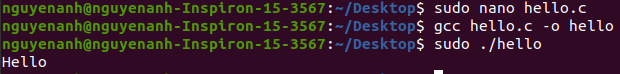 nguyenanh@nguyenanh-Inspiron-15-3567:~/Desktop$ sudo nano hello.c
nguyenanh@nguyenanh-Inspiron-15-3567:~/Desktop$ gcc hello.c -o hello
nguyenanh@nguyenanh-Inspiron-15-3567:~/Desktop$ sudo ./hello
Hello